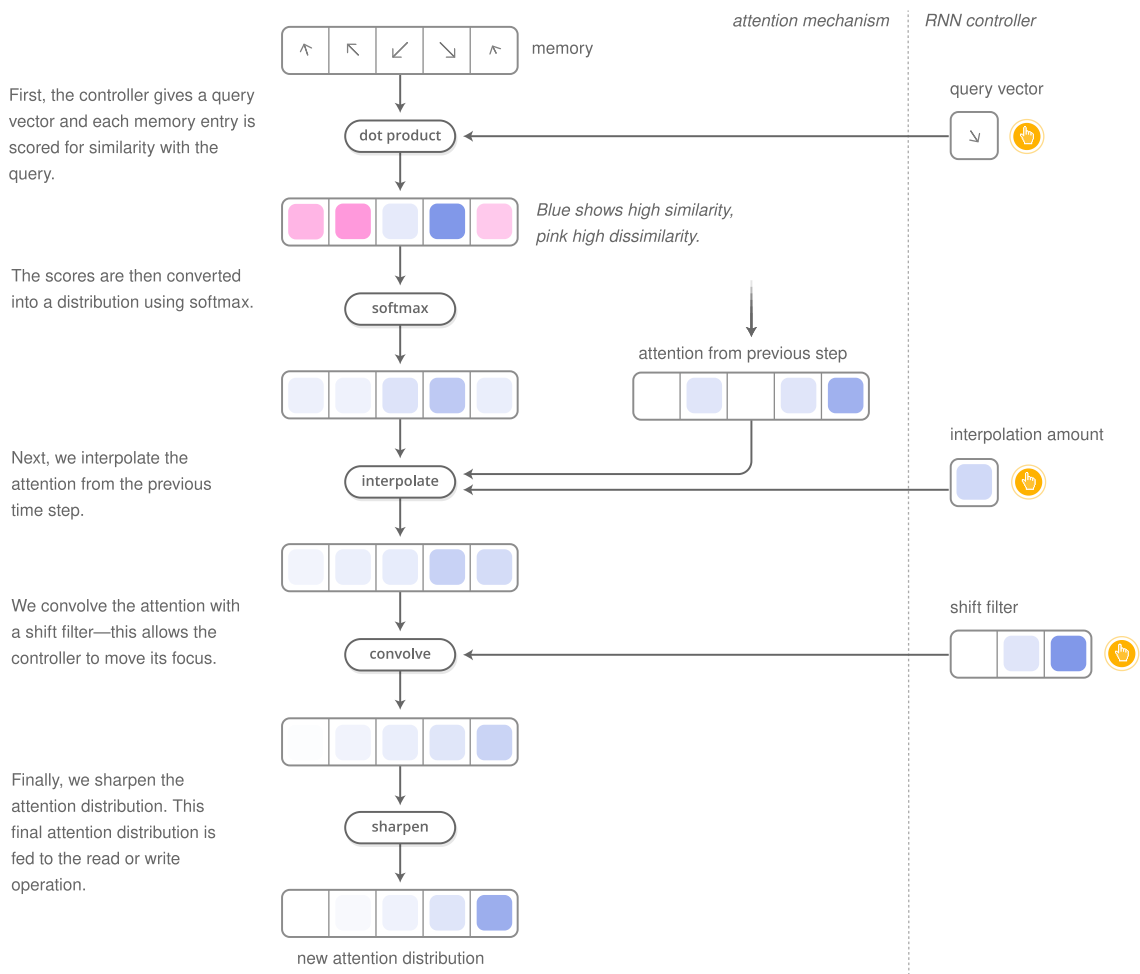 attention mechanism
RNN controller
memory
First, the controller gives a query
vector and each memory entry is
scored for similarity with the
query.
query vector
dot product
Blue shows high similarity,
pink high dissimilarity.
The scores are then converted
into a distribution using softmax.
softmax
attention from previous step
interpolation amount
Next, we interpolate the
attention from the previous
time step.
interpolate
We convolve the attention with
a shift filter—this allows the
controller to move its focus.
shift filter
convolve
Finally, we sharpen the
attention distribution. This
final attention distribution is
fed to the read or write
operation.
sharpen
new attention distribution